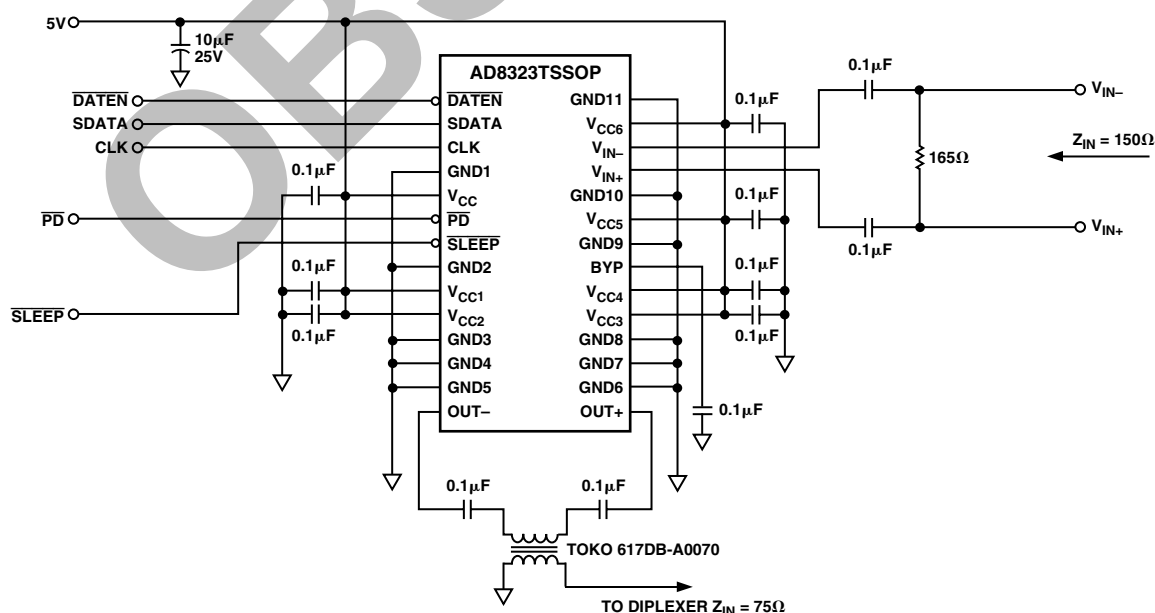 5V
10μF
25V
AD8323TSSOP
DATEN
SDATA
CLK
PD
SLEEP
0.1μF
0.1μF
0.1μF
DATEN
SDATA
CLK
GND1
VCC
PD
SLEEP
GND2
VCC1
VCC2
GND3
GND4
GND5
OUT–
GND11
VCC6
VIN–
VIN+
GND10
VCC5
GND9
BYP
VCC4
VCC3
GND8
GND7
GND6
OUT+
0.1μF
0.1μF
0.1μF
0.1μF
0.1μF
0.1μF
0.1μF
165Ω
VIN–
ZIN = 150Ω
VIN+
0.1μF
0.1μF
TOKO 617DB-A0070
TO DIPLEXER ZIN = 75Ω